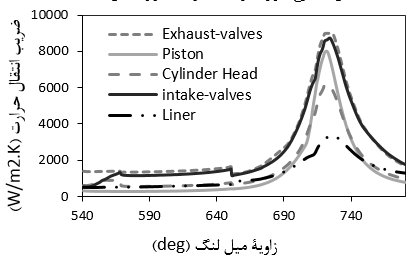 10000
8000
6000
4000
2000
0
ضریب انتقال حرارت (W/m2.K)
Exhaust-valves
Piston
Cylinder Head
intake-valves
Liner
540 590 640 690 740
زاویهٔ میل لنگ (deg)